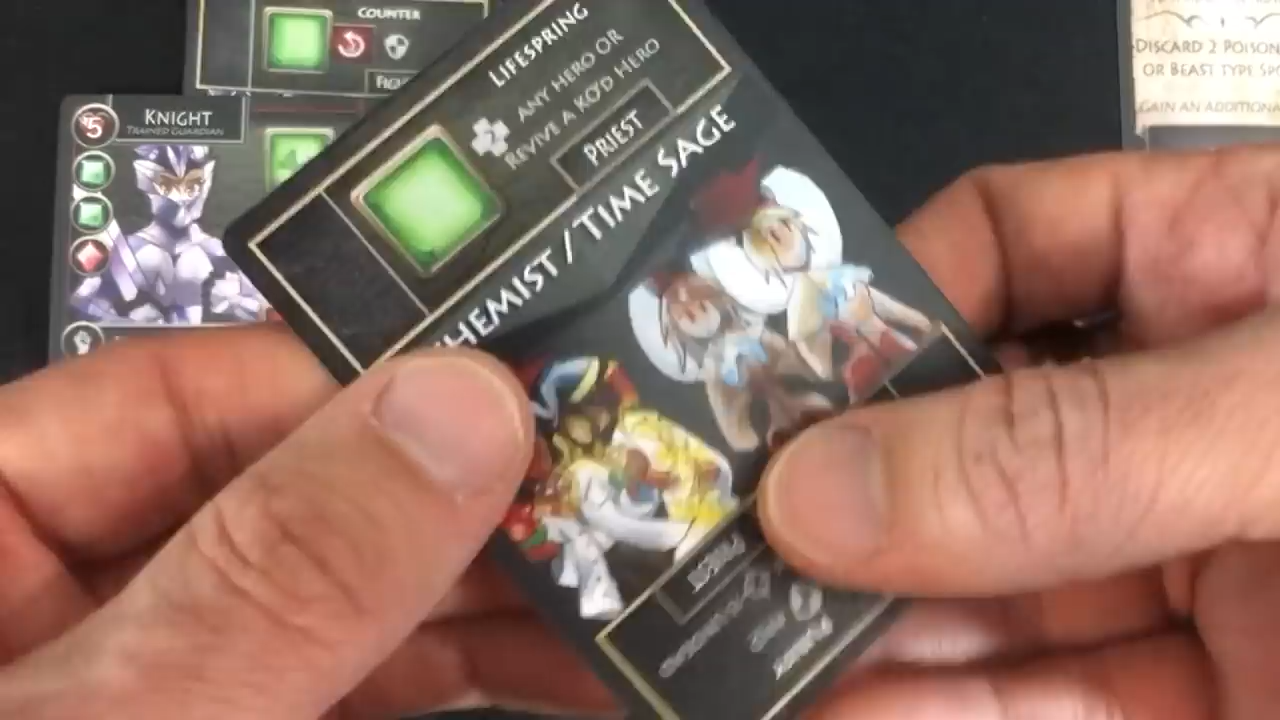 COUNTER
KNIGHT
TRAINED GUARDIAN
5
LIFESPRING
2 ANY HERO OR
REVIVE A KO'D HERO
PRIEST
HEMIST / TIME SAGE
DISCARD 2 POISON
OR BEAST TYPE
GAIN AN ADDITIONA